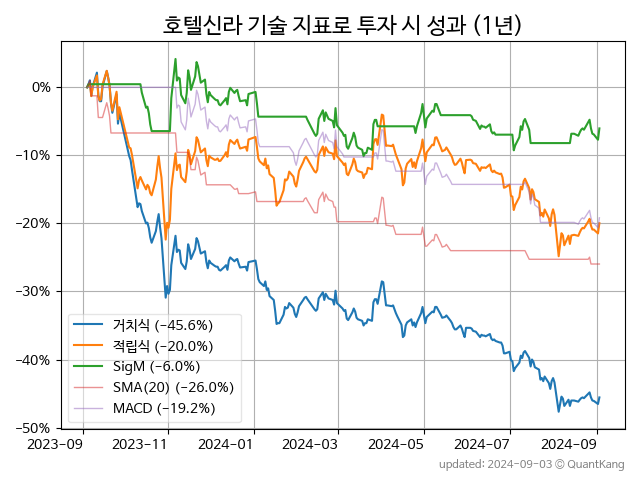 호텔신라 기술 지표로 투자 시 성과 (1년)
0%
−10%
−20%
−30%
−40%
−50%
거치식 (−45.6%)
적립식 (−20.0%)
SigM (−6.0%)
SMA(20) (−26.0%)
MACD (−19.2%)
2023-09 2023-11 2024-01 2024-03 2024-05 2024-07 2024-09
updated: 2024-09-03 © QuantKang